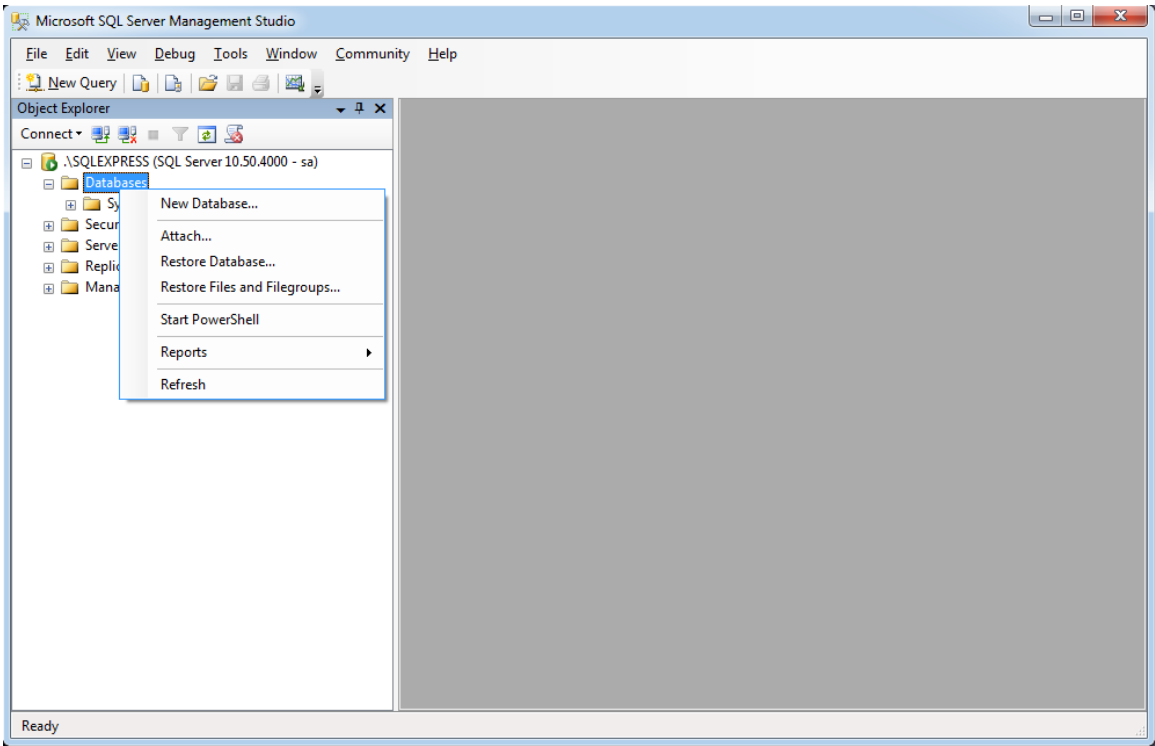 Microsoft SQL Server Management Studio
File Edit View Debug Tools Window Community Help
New Query
Object Explorer
Connect
.\SQLEXPRESS (SQL Server 10.50.4000 - sa)
Databases
Sy
Secur
Serve
Replic
Mana
New Database...
Attach...
Restore Database...
Restore Files and Filegroups...
Start PowerShell
Reports
Refresh
Ready